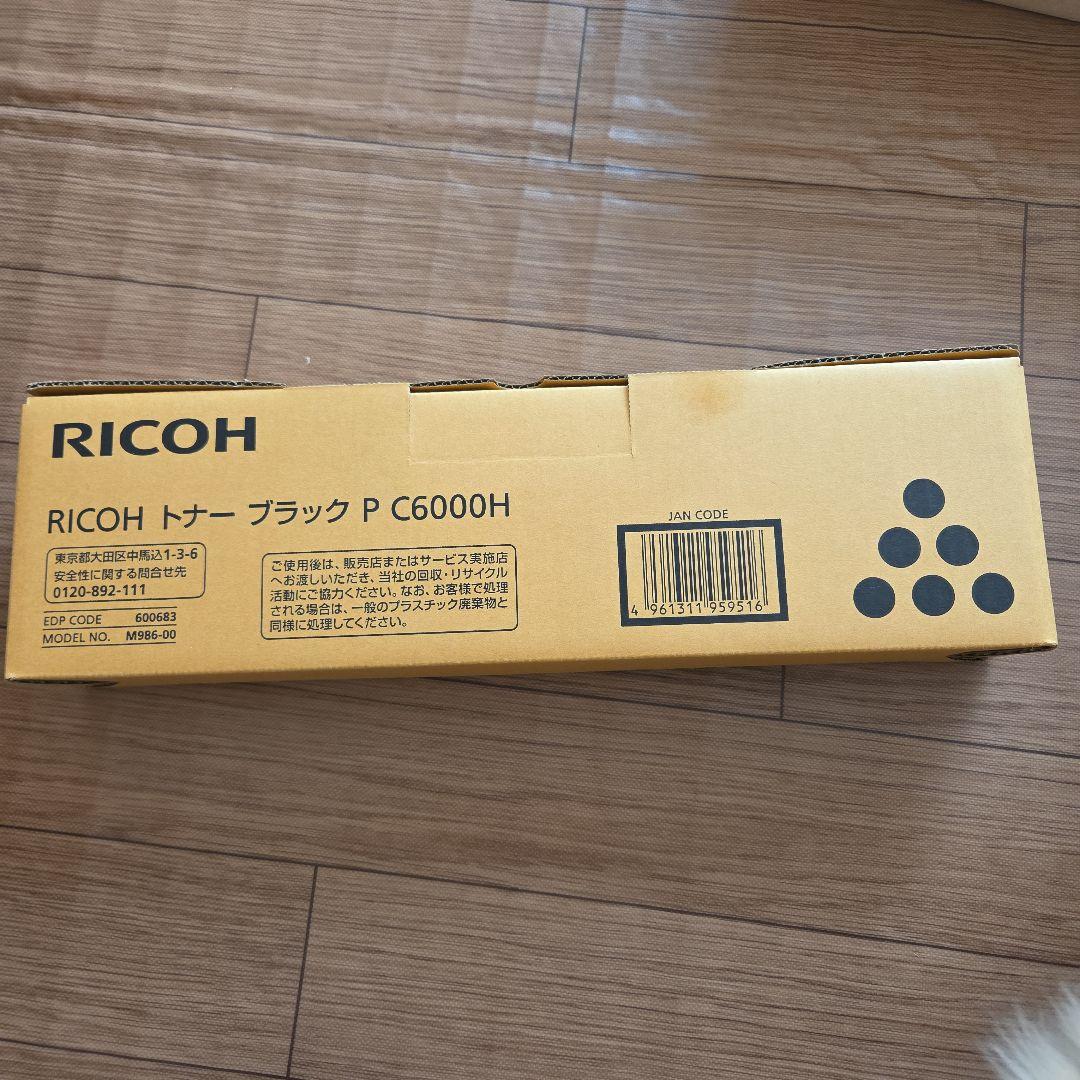 RICOH
RICOH トナー ブラック P C6000H
東京都大田区中馬込1-3-6
安全性に関する問合せ先
0120-892-111
EDP CODE 600683
MODEL NO. M986-00
ご使用後は、販売店またはサービス実施店
へお渡しいただき、当社の回収・リサイクル
活動にご協力ください。なお、お客様で処理
される場合は、一般のプラスチック廃棄物と
同様に処理してください。
JAN CODE
4 961311 959516